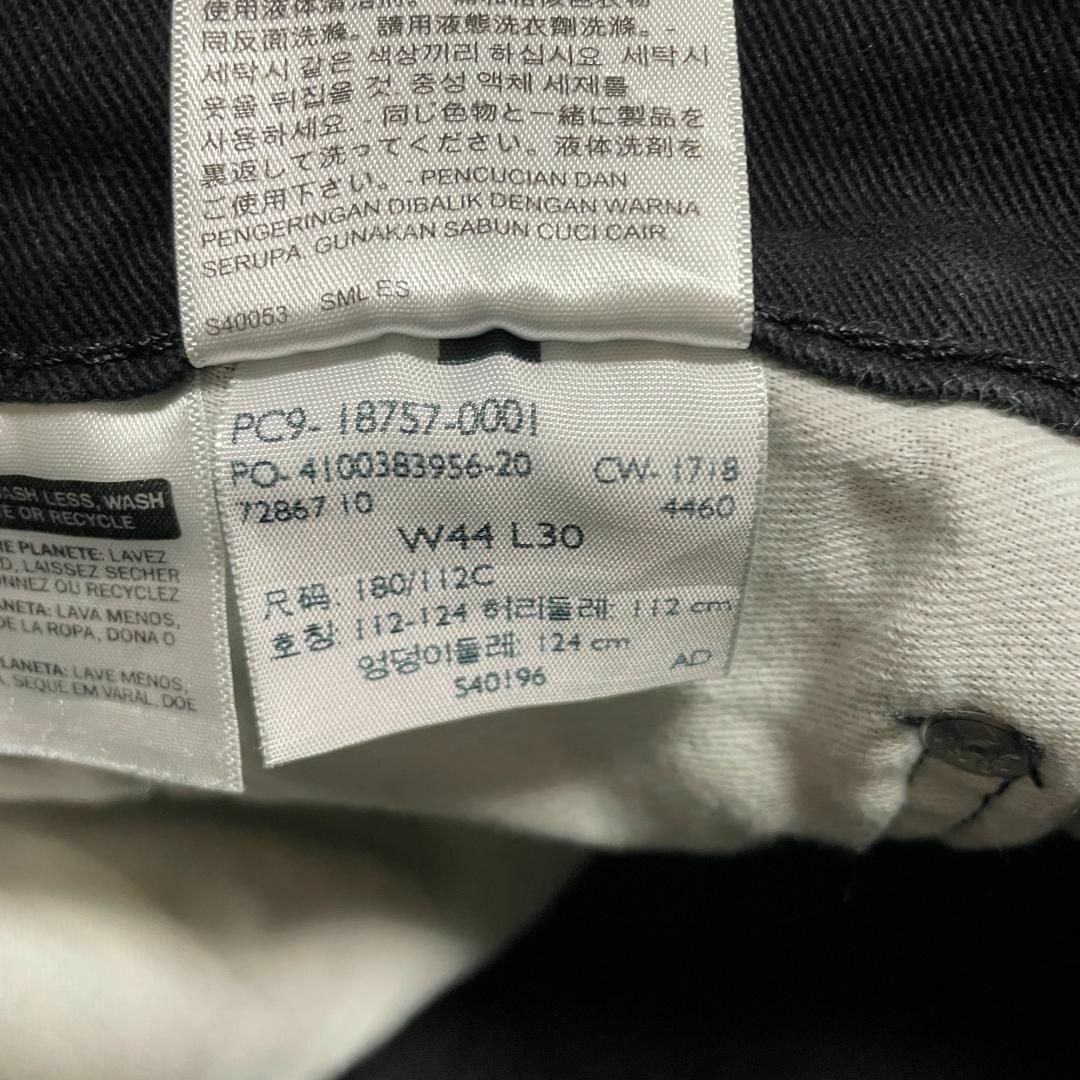 使用液体清洁剂。
同反面洗滌。請用液態洗衣劑洗滌。-
세탁시 같은 색상끼리 하십시요 세탁시
옷을 뒤집을 것. 중성 액체 세제를
사용하세요. - 同じ色物と一緒に製品を
裏返して洗ってください。液体洗剤を
ご使用下さい。- PENCUCIAN DAN
PENGERINGAN DIBALIK DENGAN WARNA
SERUPA. GUNAKAN SABUN CUCI CAIR.
S40053 SML ES
PC9-18757-0001
PO-4100383956-20 CW-1718
72867 10 4460
W44 L30
尺码: 180/112C
호칭: 112-124 허리둘레: 112 cm
엉덩이둘레: 124 cm
AD
S40196
WASH LESS, WASH
OR RECYCLE
PLANETE: LAVEZ
LAISSEZ SECHER
OU RECYCLEZ
LAVA MENOS,
DE LA ROPA, DONA O
PLANETA: LAVE MENOS,
SEQUE EM VARAL, DOE